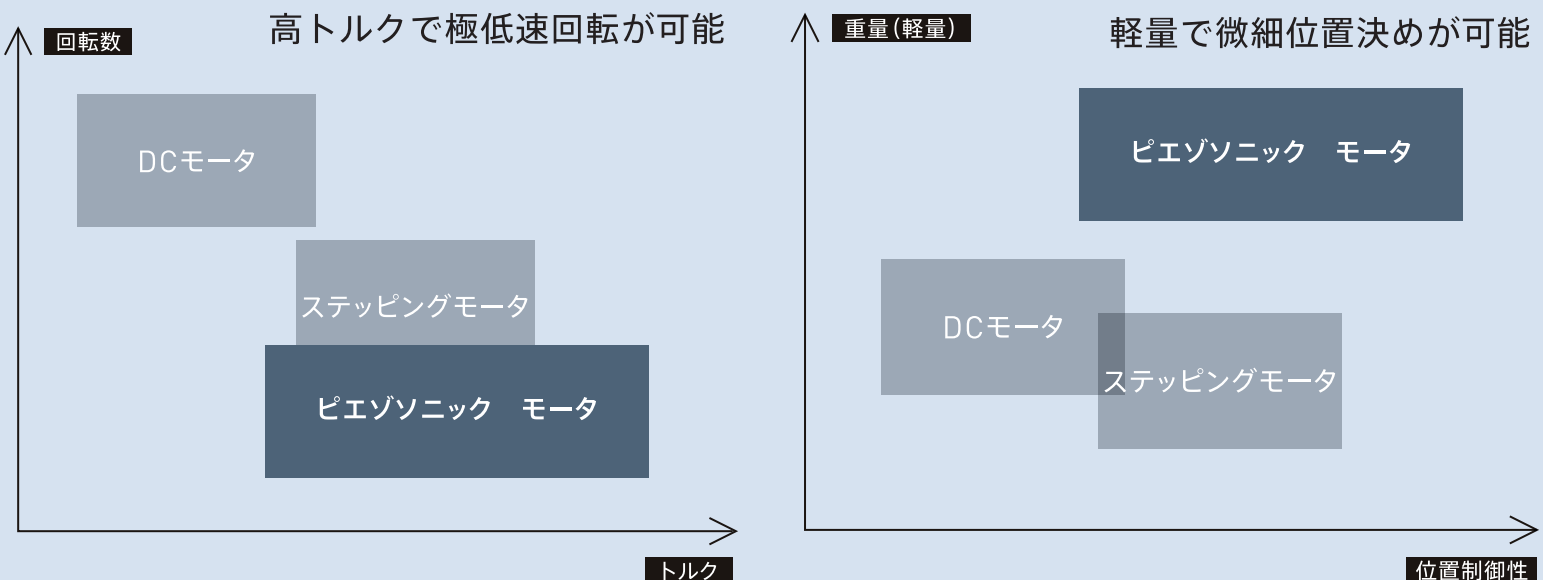 高トルクで極低速回転が可能
回転数
DCモータ
ステッピングモータ
ピエゾソニック　モータ
トルク
軽量で微細位置決めが可能
重量(軽量)
ピエゾソニック　モータ
DCモータ
ステッピングモータ
位置制御性